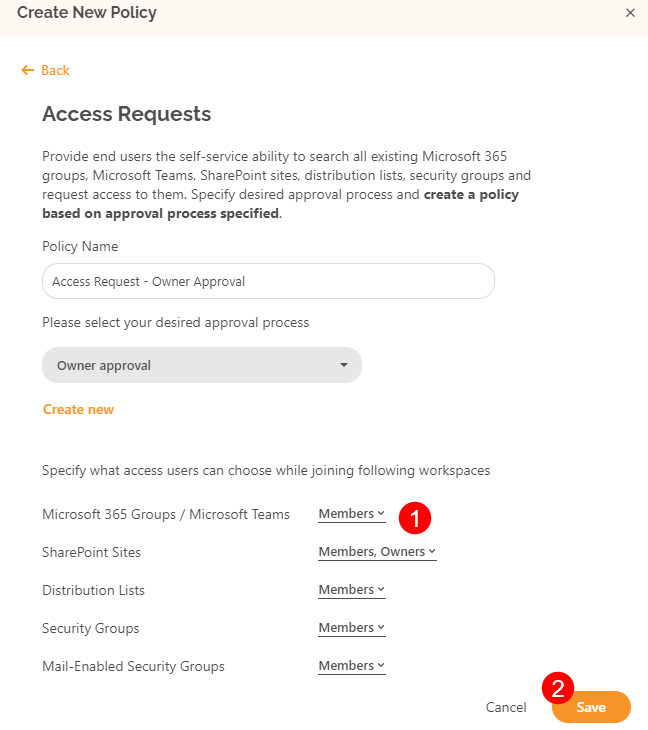 Create New Policy
×
← Back
Access Requests
Provide end users the self-service ability to search all existing Microsoft 365
groups, Microsoft Teams, SharePoint sites, distribution lists, security groups and
request access to them. Specify desired approval process and create a policy
based on approval process specified.
Policy Name
Access Request - Owner Approval
Please select your desired approval process
Owner approval
Create new
Specify what access users can choose while joining following workspaces
Microsoft 365 Groups / Microsoft Teams Members 1
SharePoint Sites Members, Owners
Distribution Lists Members
Security Groups Members
Mail-Enabled Security Groups Members
2
Cancel Save